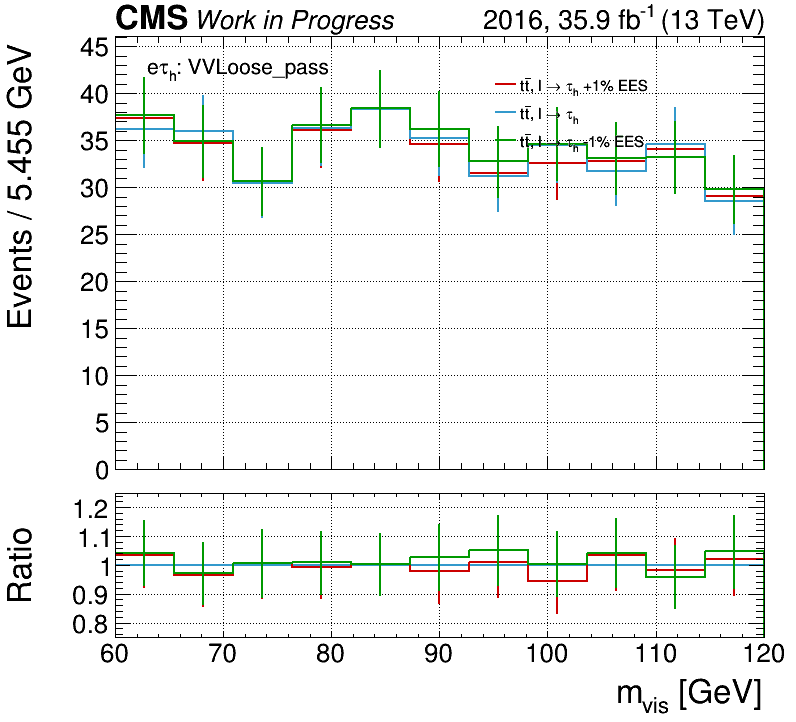 CMS Work in Progress 2016, 35.9 fb⁻¹ (13 TeV)
Events / 5.455 GeV
eτₕ: VVLoose_pass
tt̄, l → τₕ +1% EES
tt̄, l → τₕ
tt̄, l → τₕ -1% EES
45
40
35
30
25
20
15
10
5
0
Ratio
1.2
1.1
1
0.9
0.8
60 70 80 90 100 110 120
m_vis [GeV]